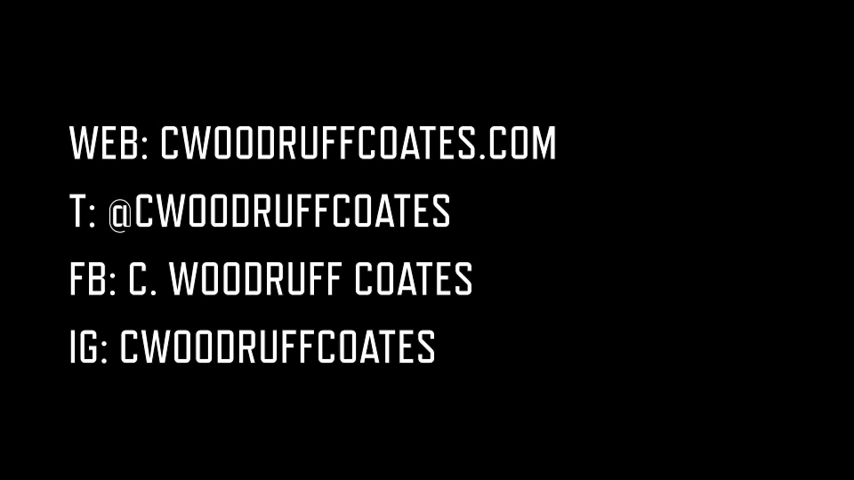 WEB: CWOODRUFFCOATES.COM
T: @CWOODRUFFCOATES
FB: C. WOODRUFF COATES
IG: CWOODRUFFCOATES